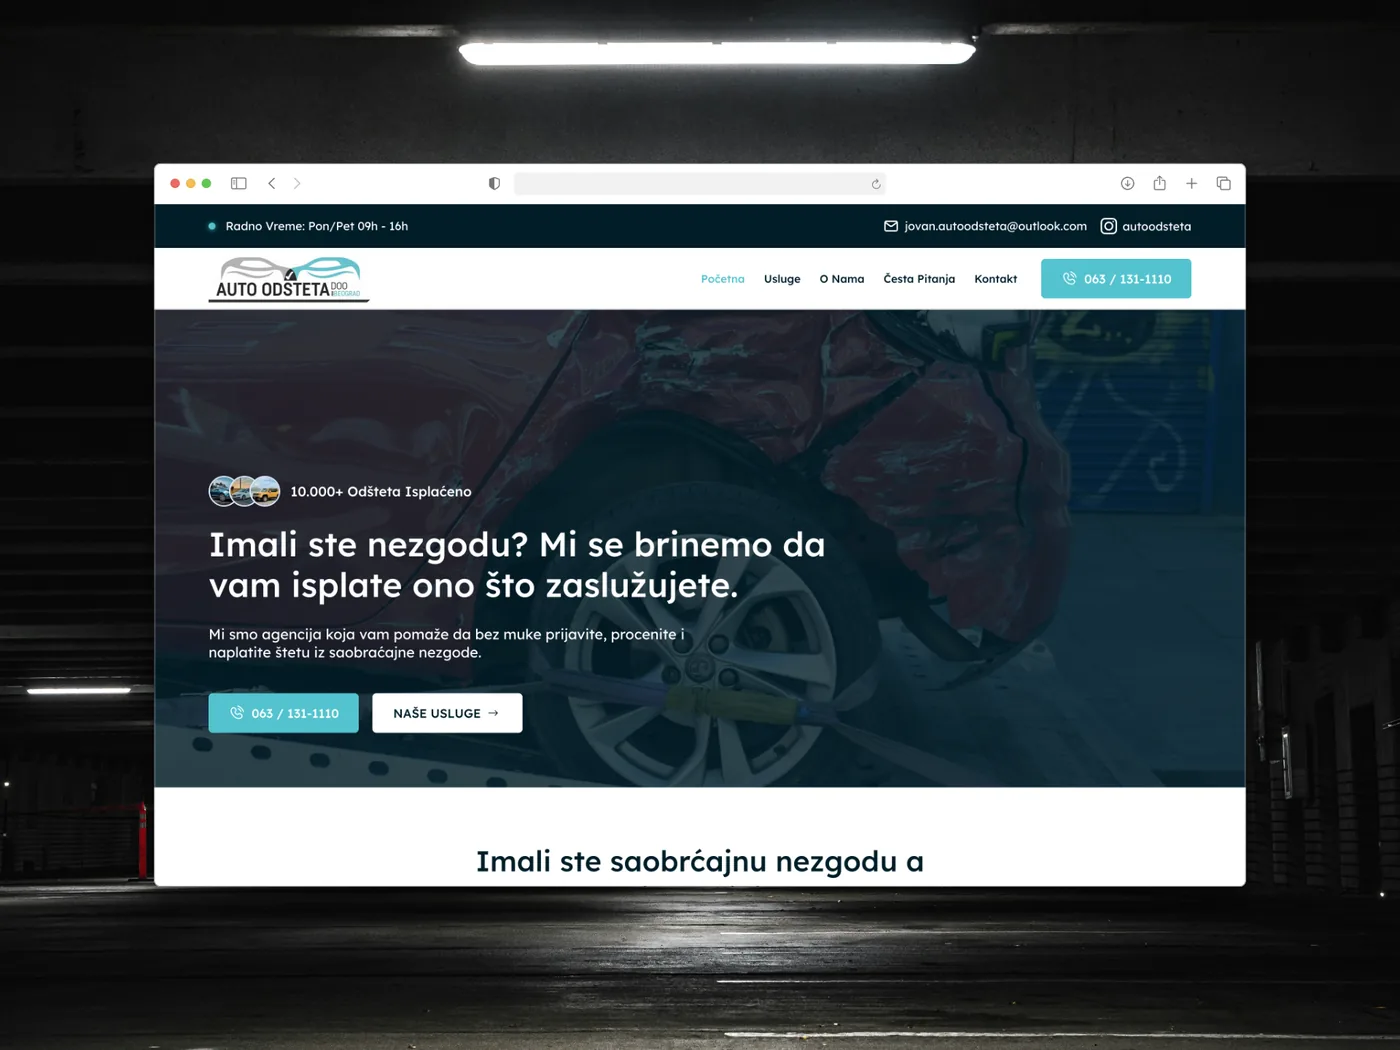 Radno Vreme: Pon/Pet 09h - 16h
jovan.autoodsteta@outlook.com
autoodsteta
AUTO ODŠTETA DOO BEOGRAD
Početna
Usluge
O Nama
Česta Pitanja
Kontakt
063 / 131-1110
10.000+ Odšteta Isplaćeno
Imali ste nezgodu? Mi se brinemo da
vam isplate ono što zaslužujete.
Mi smo agencija koja vam pomaže da bez muke prijavite, procenite i
naplatite štetu iz saobraćajne nezgode.
063 / 131-1110
NAŠE USLUGE →
Imali ste saobrćajnu nezgodu a